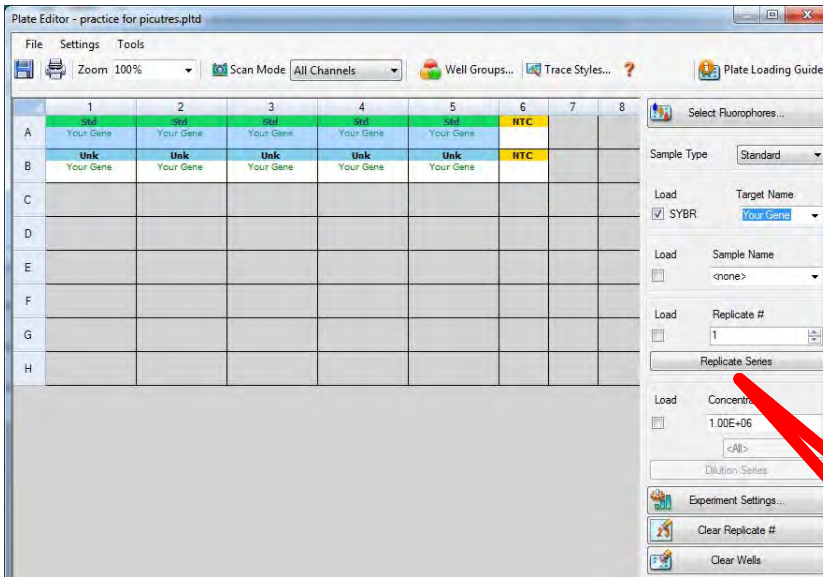 Plate Editor - practice for picutres.pltd
File Settings Tools
Zoom 100% Scan Mode All Channels Well Groups... Trace Styles... ? Plate Loading Guide
1 2 3 4 5 6 7 8
Std Std Std Std Std NTC
A Your Gene Your Gene Your Gene Your Gene Your Gene
Unk Unk Unk Unk Unk NTC
B Your Gene Your Gene Your Gene Your Gene Your Gene
C
D
E
F
G
H
Select Fluorophores...
Sample Type Standard
Load Target Name
SYBR Your Gene
Load Sample Name
<none>
Load Replicate #
1
Replicate Series
Load
1.00E+06
<All>
Dilution Series
Experiment Settings...
Clear Replicate #
Clear Wells